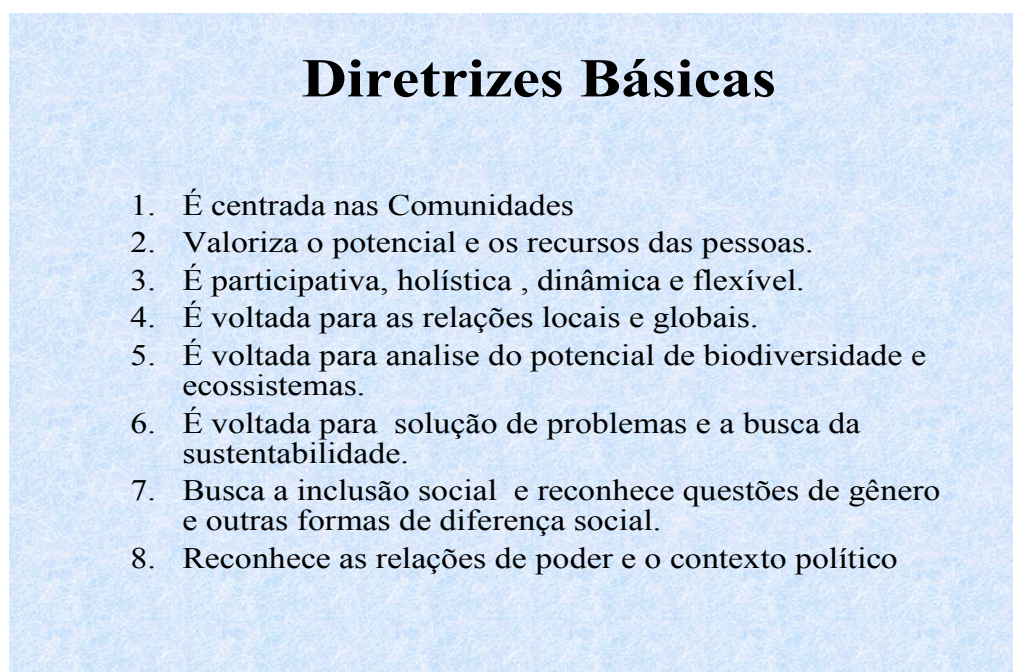 Diretrizes Básicas
1. É centrada nas Comunidades
2. Valoriza o potencial e os recursos das pessoas.
3. É participativa, holística , dinâmica e flexível.
4. É voltada para as relações locais e globais.
5. É voltada para analise do potencial de biodiversidade e
ecossistemas.
6. É voltada para  solução de problemas e a busca da
sustentabilidade.
7. Busca a inclusão social  e reconhece questões de gênero
e outras formas de diferença social.
8. Reconhece as relações de poder e o contexto político